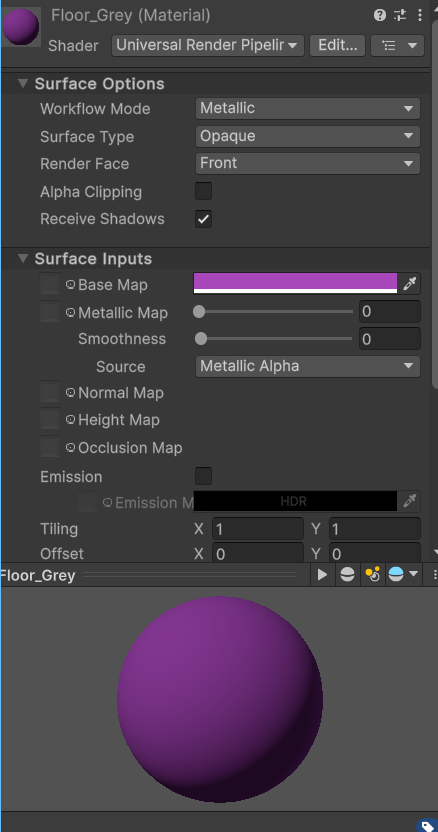 Floor_Grey (Material)
Shader Universal Render Pipelin Edit...
Surface Options
Workflow Mode Metallic
Surface Type Opaque
Render Face Front
Alpha Clipping
Receive Shadows
Surface Inputs
Base Map
Metallic Map 0
Smoothness 0
Source Metallic Alpha
Normal Map
Height Map
Occlusion Map
Emission
Emission M HDR
Tiling X 1 Y 1
Offset X 0 Y 0
Floor_Grey